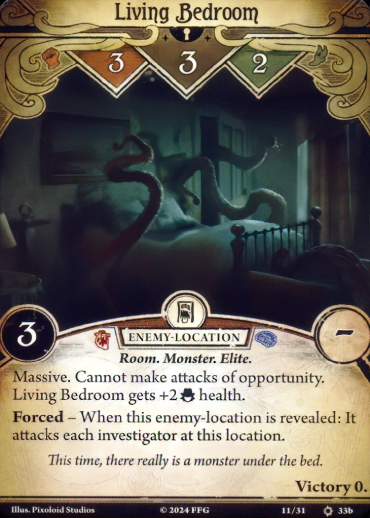 Living Bedroom
3 3 2
3 ENEMY-LOCATION -
Room. Monster. Elite.
Massive. Cannot make attacks of opportunity.
Living Bedroom gets +2 health.
Forced – When this enemy-location is revealed: It
attacks each investigator at this location.
This time, there really is a monster under the bed.
Victory 0.
Illus. Pixoloid Studios © 2024 FFG 11/31 33b